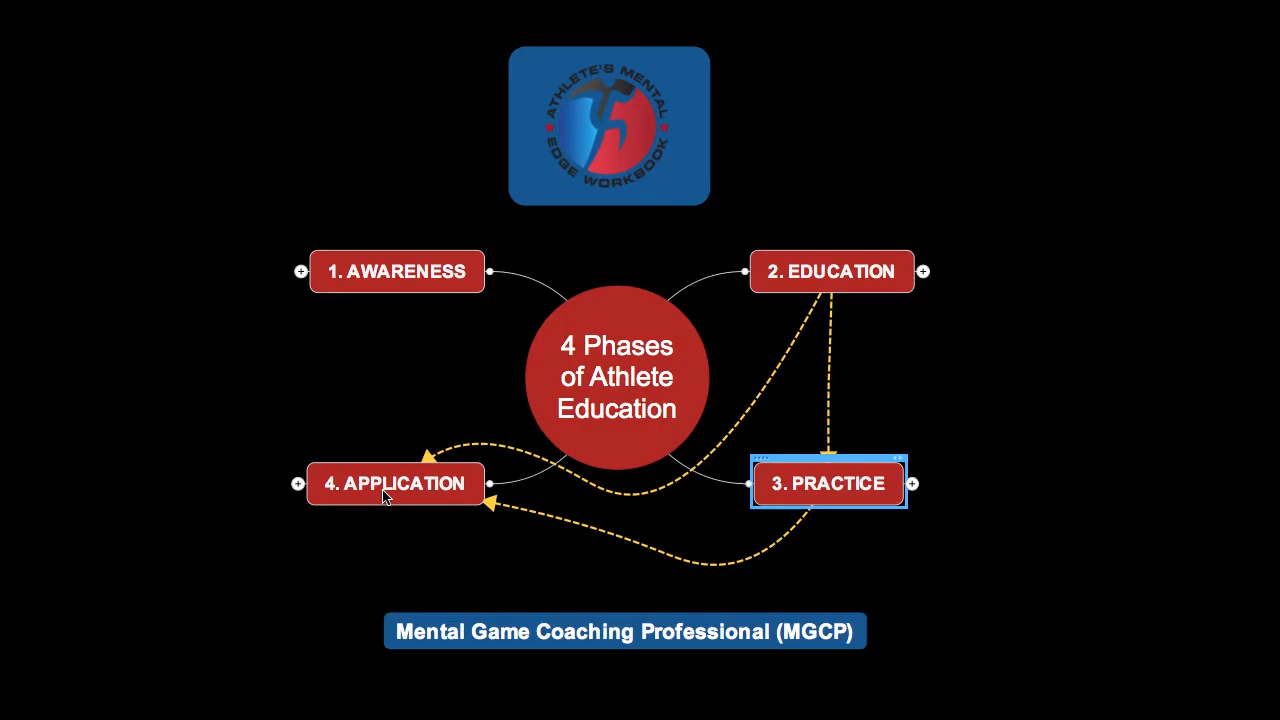 ATHLETE'S MENTAL
EDGE WORKBOOK
1. AWARENESS
2. EDUCATION
4 Phases
of Athlete
Education
4. APPLICATION
3. PRACTICE
Mental Game Coaching Professional (MGCP)